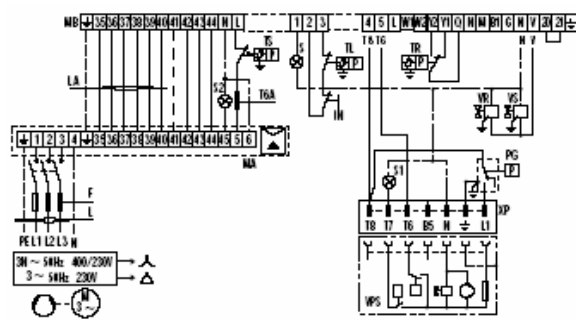 MB 35 36 37 38 39 40 41 42 43 44 N L
1 2 3
4 5 L W1 W2 Y2 Y1 Q N M B1 G N V 20 21
TS
P
S
TL
P
T8 T6
TR
P
N V
LA
S2
T6A
IN
VR
VS
35 36 37 38 39 40 41 42 43 44 45 5 6
1 2 3 4
MA
PG
P
S1
F
L
XP
PE L1 L2 L3 N
T8 T7 T6 B5 N L1
3N ~ 50Hz 400/230V
3 ~ 50Hz 230V
M
3~
VPS